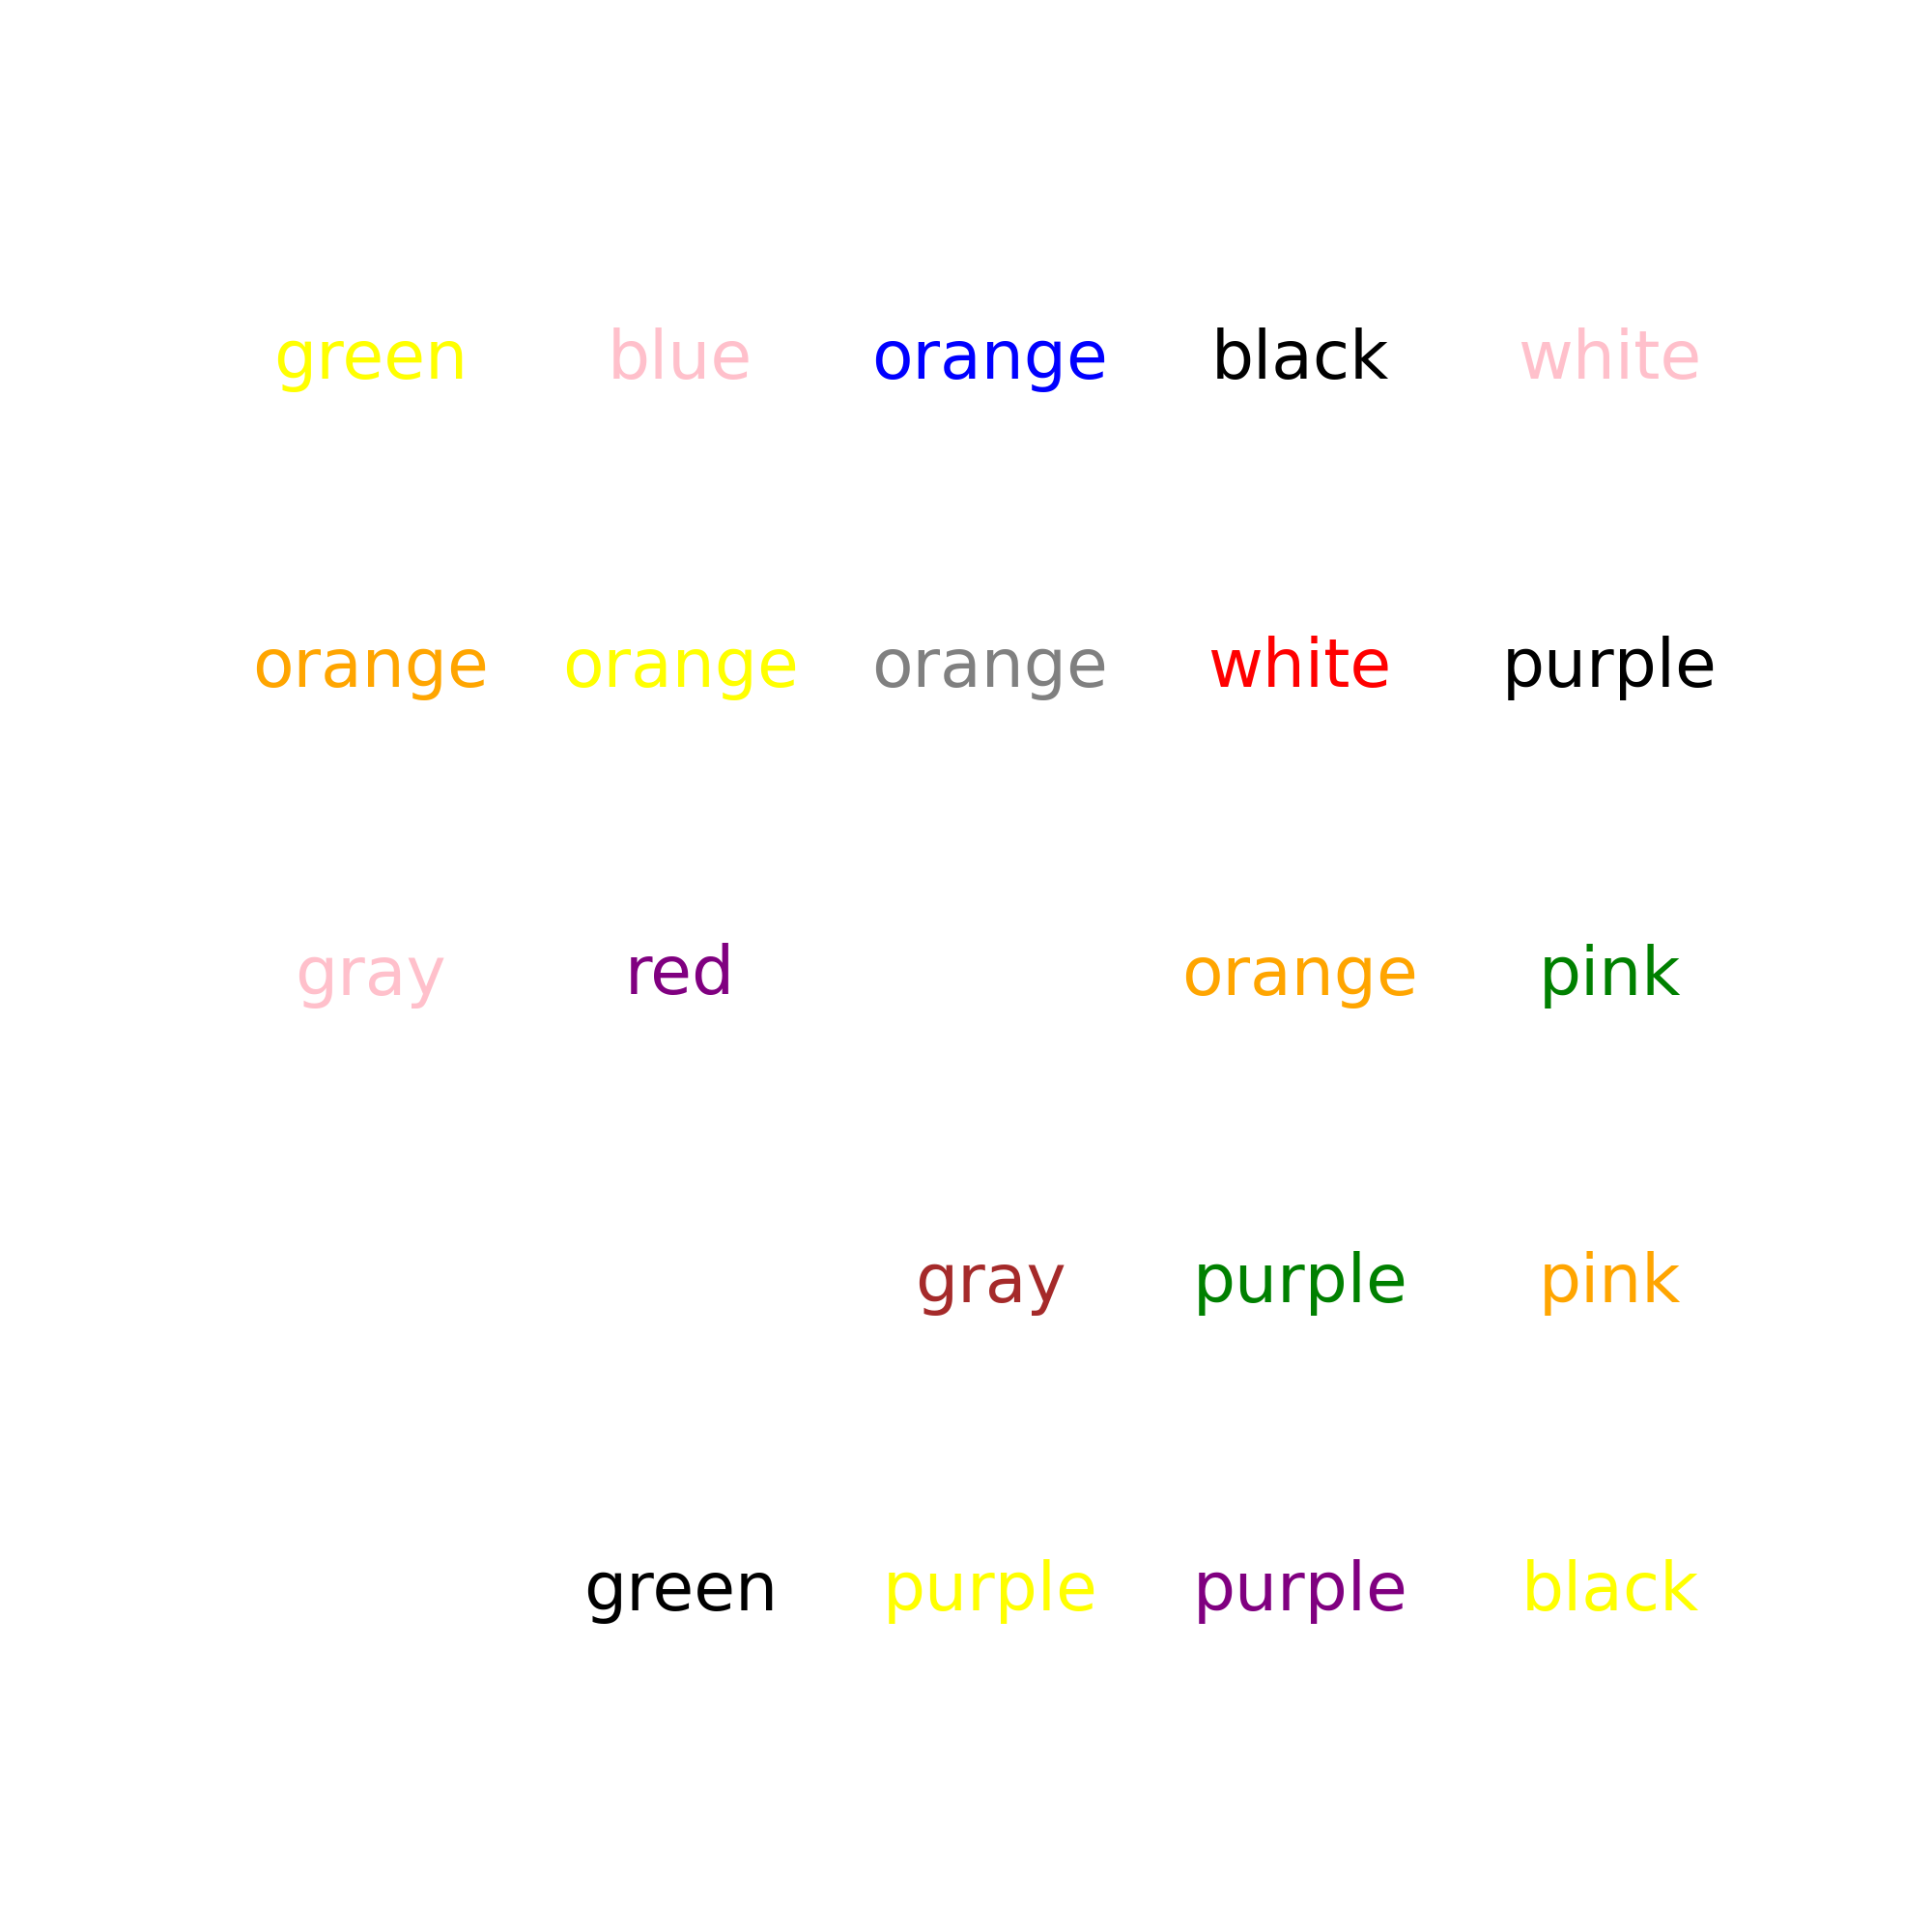 green blue orange black white
orange orange orange white purple
gray red orange pink
gray purple pink
green purple purple black